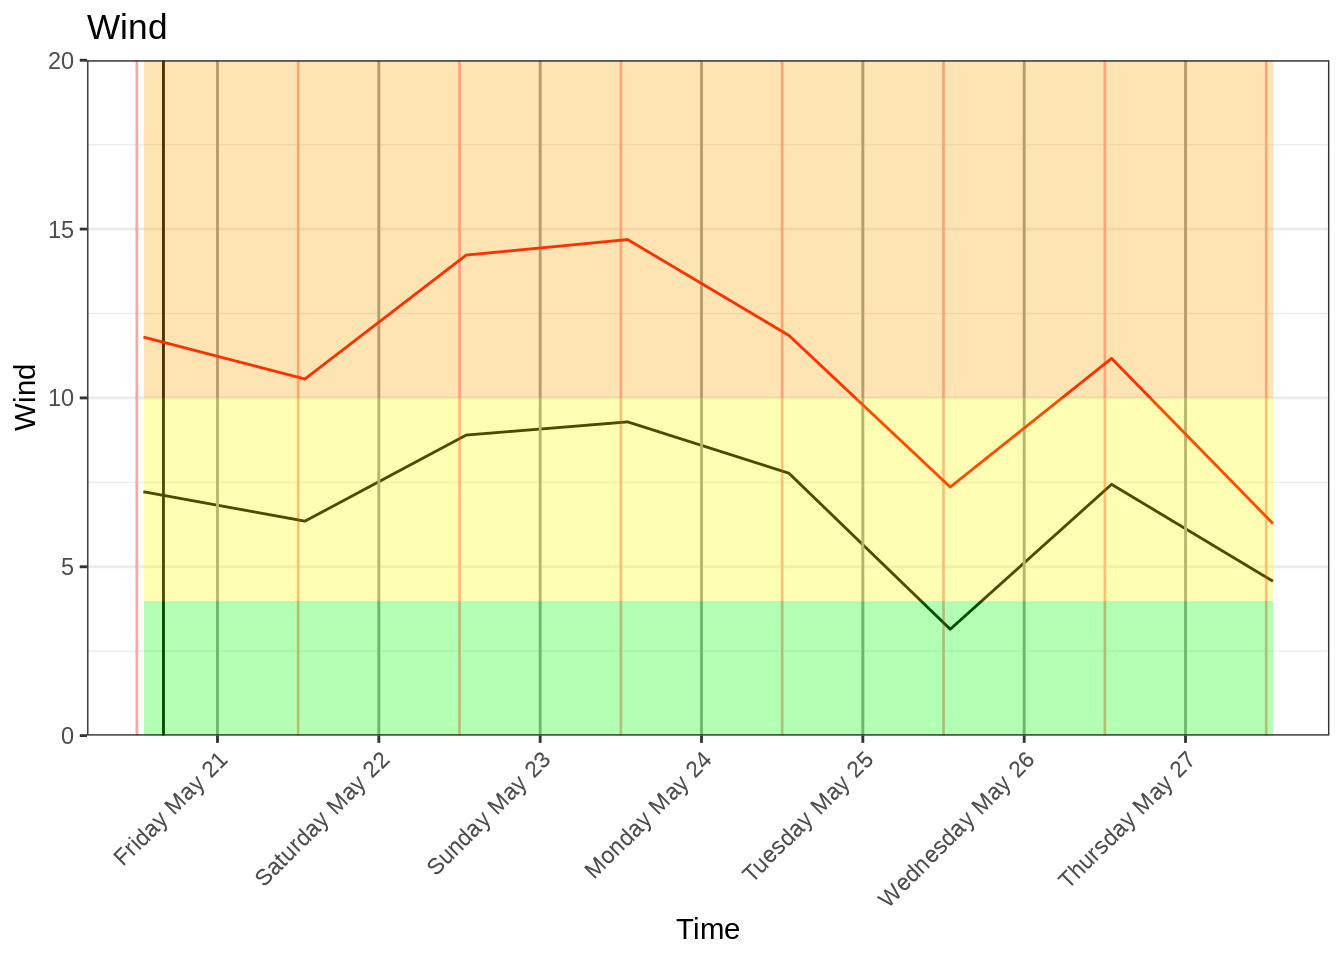 Wind
20
15
10
5
0
Wind
Friday May 21
Saturday May 22
Sunday May 23
Monday May 24
Tuesday May 25
Wednesday May 26
Thursday May 27
Time